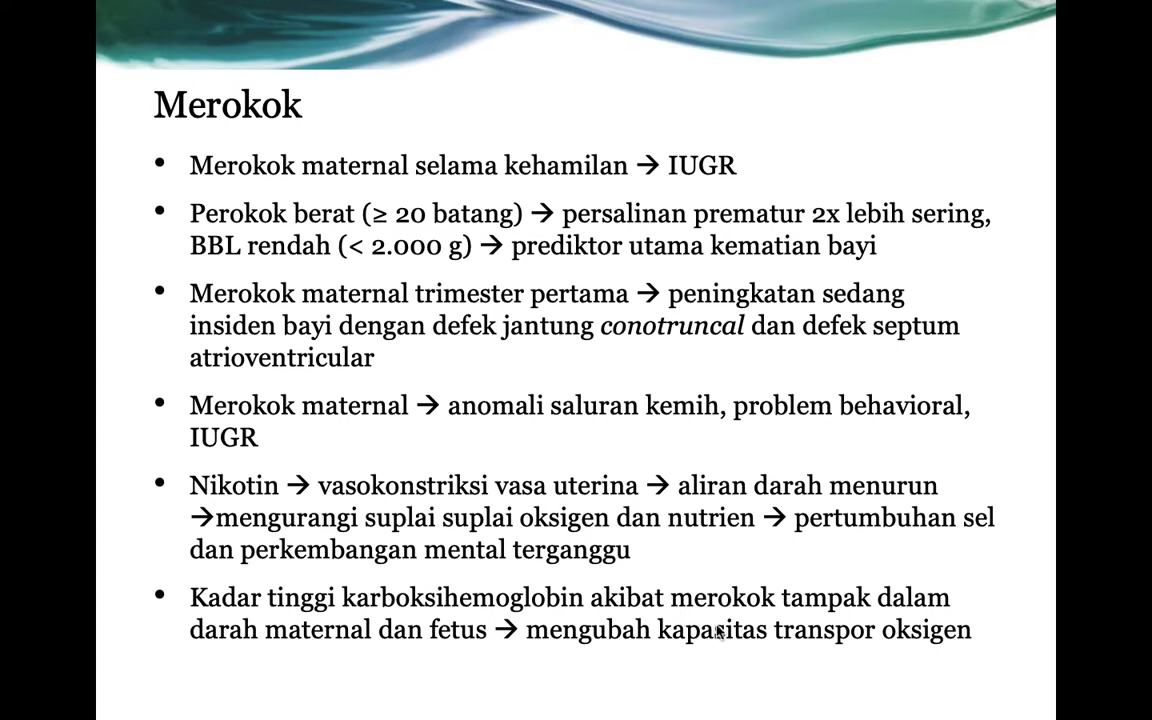 Merokok
• Merokok maternal selama kehamilan → IUGR
• Perokok berat (≥ 20 batang) → persalinan prematur 2x lebih sering,
BBL rendah (< 2.000 g) → prediktor utama kematian bayi
• Merokok maternal trimester pertama → peningkatan sedang
insiden bayi dengan defek jantung conotruncal dan defek septum
atrioventricular
• Merokok maternal → anomali saluran kemih, problem behavioral,
IUGR
• Nikotin → vasokonstriksi vasa uterina → aliran darah menurun
→mengurangi suplai suplai oksigen dan nutrien → pertumbuhan sel
dan perkembangan mental terganggu
• Kadar tinggi karboksihemoglobin akibat merokok tampak dalam
darah maternal dan fetus → mengubah kapasitas transpor oksigen